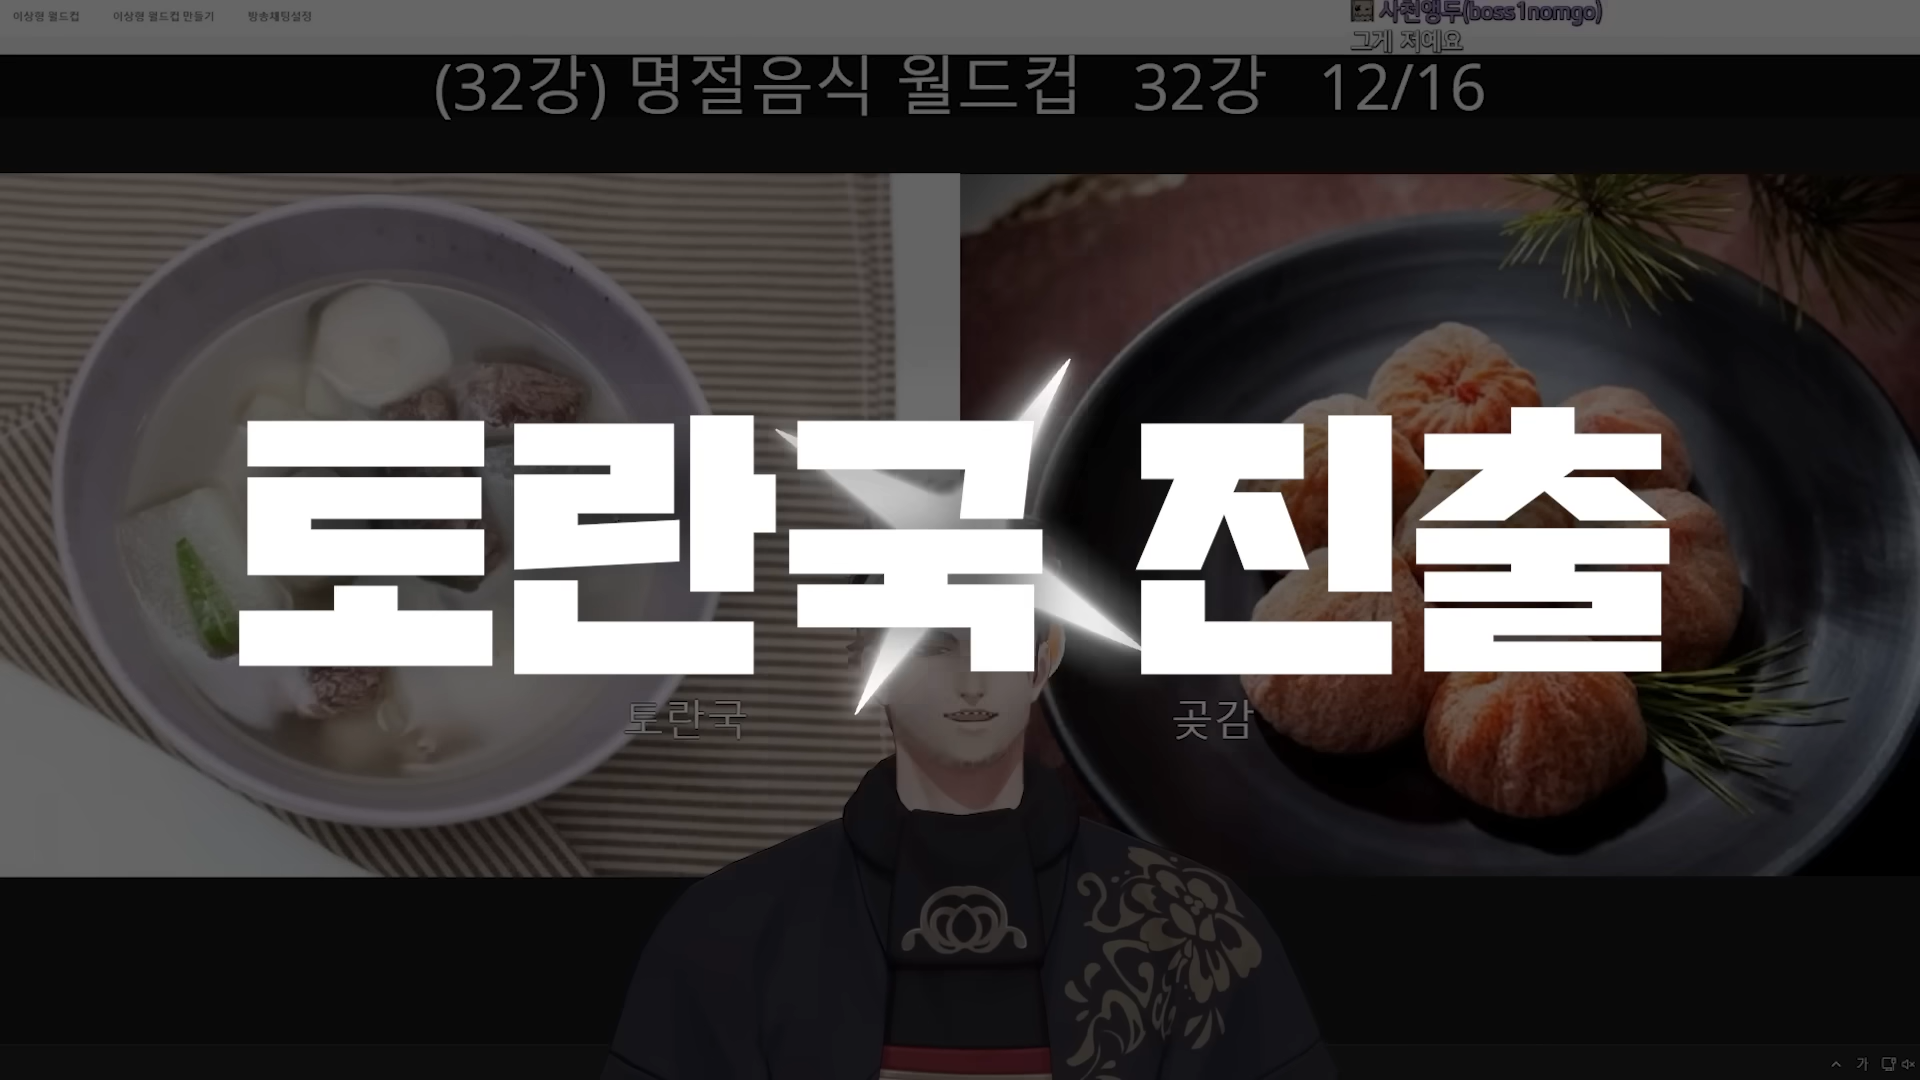 이상형 월드컵 이상형 월드컵 만들기 방송채팅설정
사천앵두(boss1nomgo)
그게 저예요
(32강) 명절음식 월드컵 32강 12/16
토란국 진출
토란국 곶감
가